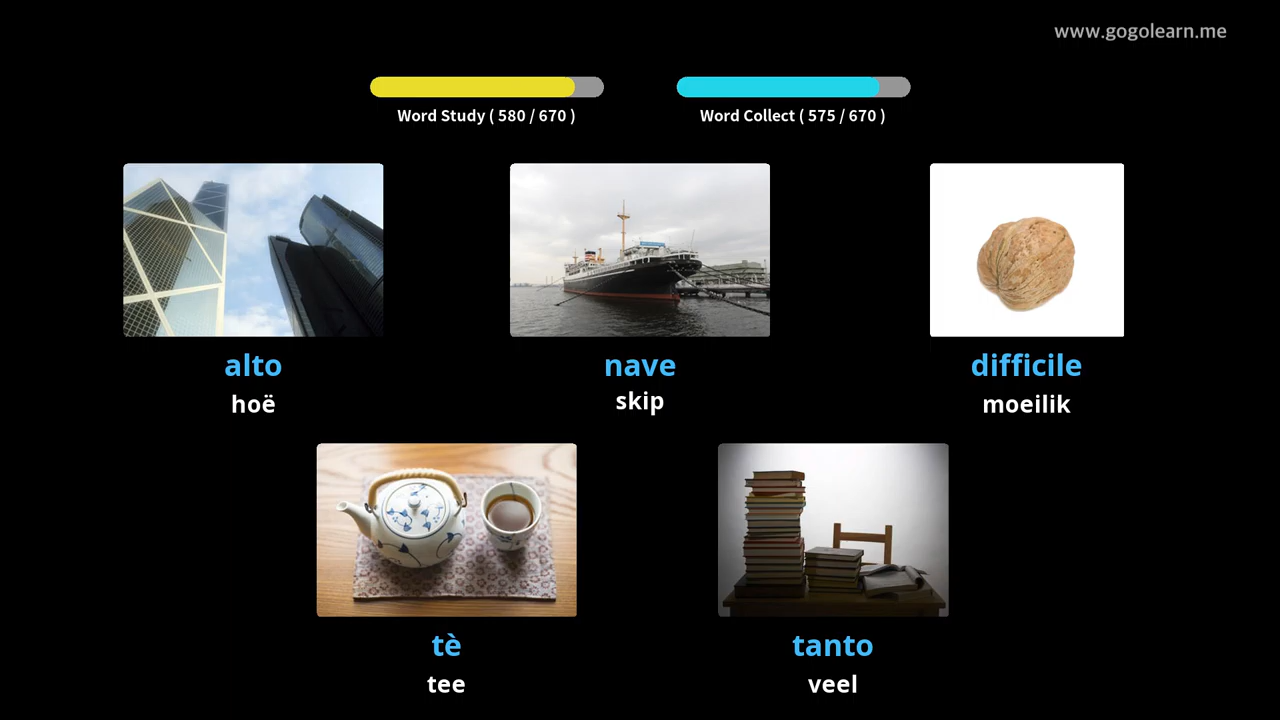 www.gogolearn.me
Word Study ( 580 / 670 )
Word Collect ( 575 / 670 )
alto
hoë
nave
skip
difficile
moeilik
tè
tee
tanto
veel